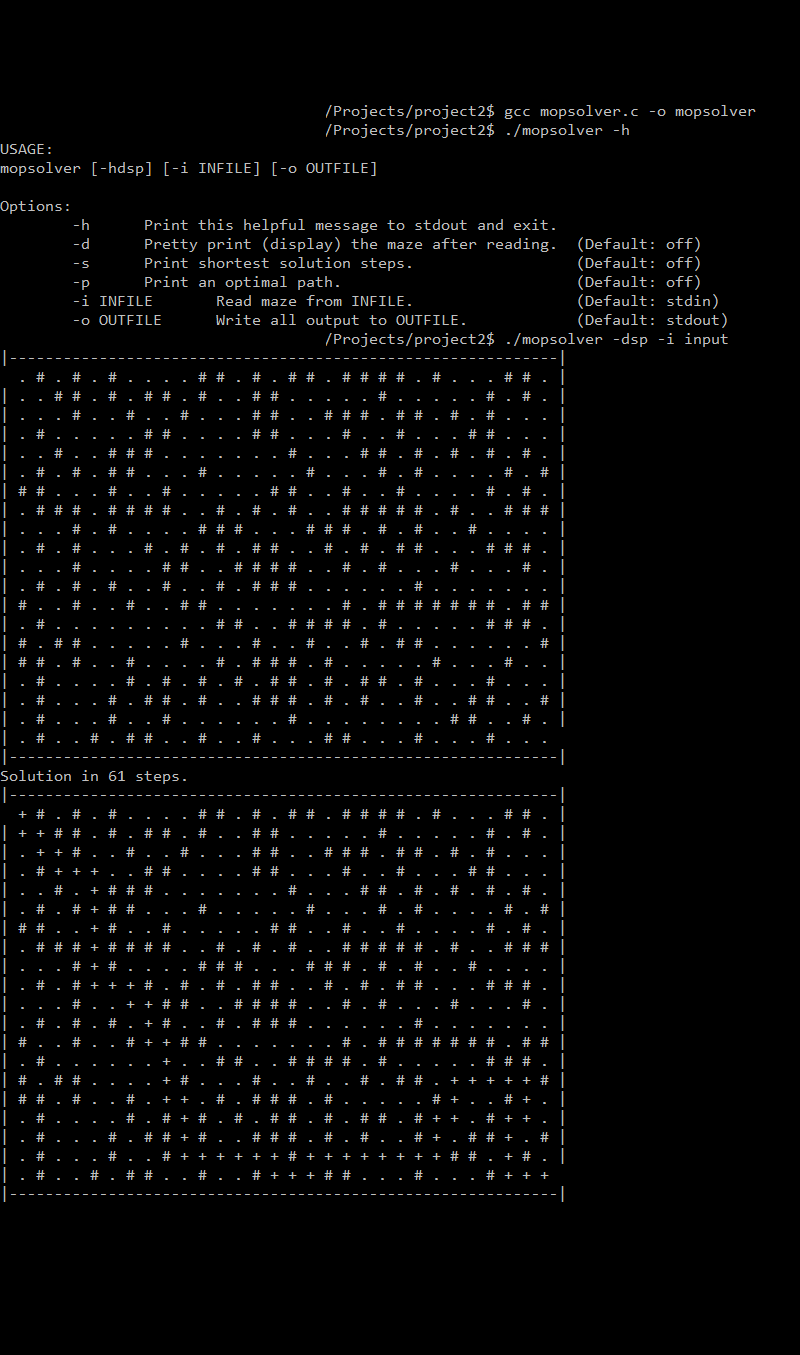 /Projects/project2$ gcc mopsolver.c -o mopsolver
/Projects/project2$ ./mopsolver -h
USAGE:
mopsolver [-hdsp] [-i INFILE] [-o OUTFILE]
Options:
-h      Print this helpful message to stdout and exit.
-d      Pretty print (display) the maze after reading.  (Default: off)
-s      Print shortest solution steps.                  (Default: off)
-p      Print an optimal path.                          (Default: off)
-i INFILE       Read maze from INFILE.                  (Default: stdin)
-o OUTFILE      Write all output to OUTFILE.            (Default: stdout)
/Projects/project2$ ./mopsolver -dsp -i input
|-------------------------------------------------------------|
  . # . # . # . . . . # # . # . # # . # # # # . # . . . # # . |
| . . # # . # . # # . # . . # # . . . . . # . . . . . # . # . |
| . . . # . . # . . # . . . # # . . # # # . # # . # . # . . . |
| . # . . . . . # # . . . . # # . . . # . . # . . . # # . . . |
| . . # . . # # # . . . . . . . # . . . # # . # . # . # . # . |
| . # . # . # # . . . # . . . . . # . . . # . # . . . . # . # |
| # # . . . # . . # . . . . . # # . . # . . # . . . . # . # . |
| . # # # . # # # # . . # . # . # . . # # # # # . # . . # # # |
| . . . # . # . . . . # # # . . . # # # . # . # . . # . . . . |
| . # . # . . . # . # . # . # # . . # . # . # # . . . # # # . |
| . . . # . . . . # # . . # # # # . . # . # . . . # . . . # . |
| . # . # . # . . # . . # . # # # . . . . . . # . . . . . . . |
| # . . # . . # . . # # . . . . . . . # . # # # # # # # . # # |
| . # . . . . . . . . . # # . . # # # # . # . . . . . # # # . |
| # . # # . . . . . # . . . # . . # . . # . # # . . . . . . # |
| # # . # . . # . . . . # . # # # . # . . . . . # . . . # . . |
| . # . . . . # . # . # . # . # # . # . # # . # . . . # . . . |
| . # . . . # . # # . # . . # # # . # . # . . # . . # # . . # |
| . # . . . # . . # . . . . . . # . . . . . . . . # # . . # . |
| . # . . # . # # . . # . . # . . . # # . . . # . . . # . . .
|-------------------------------------------------------------|
Solution in 61 steps.
|-------------------------------------------------------------|
  + # . # . # . . . . # # . # . # # . # # # # . # . . . # # . |
| + + # # . # . # # . # . . # # . . . . . # . . . . . # . # . |
| . + + # . . # . . # . . . # # . . # # # . # # . # . # . . . |
| . # + + + . . # # . . . . # # . . . # . . # . . . # # . . . |
| . . # . + # # # . . . . . . . # . . . # # . # . # . # . # . |
| . # . # + # # . . . # . . . . . # . . . # . # . . . . # . # |
| # # . . + # . . # . . . . . # # . . # . . # . . . . # . # . |
| . # # # + # # # # . . # . # . # . . # # # # # . # . . # # # |
| . . . # + # . . . . # # # . . . # # # . # . # . . # . . . . |
| . # . # + + + # . # . # . # # . . # . # . # # . . . # # # . |
| . . . # . . + + # # . . # # # # . . # . # . . . # . . . # . |
| . # . # . # . + # . . # . # # # . . . . . . # . . . . . . . |
| # . . # . . # + + # # . . . . . . . # . # # # # # # # . # # |
| . # . . . . . . + . . # # . . # # # # . # . . . . . # # # . |
| # . # # . . . . + # . . . # . . # . . # . # # . + + + + + # |
| # # . # . . # . + + . # . # # # . # . . . . . # + . . # + . |
| . # . . . . # . # + # . # . # # . # . # # . # + + . # + + . |
| . # . . . # . # # + # . . # # # . # . # . . # + . # # + . # |
| . # . . . # . . # + + + + + + # + + + + + + + + # # . + # . |
| . # . . # . # # . . # . . # + + + # # . . . # . . . # + + +
|-------------------------------------------------------------|